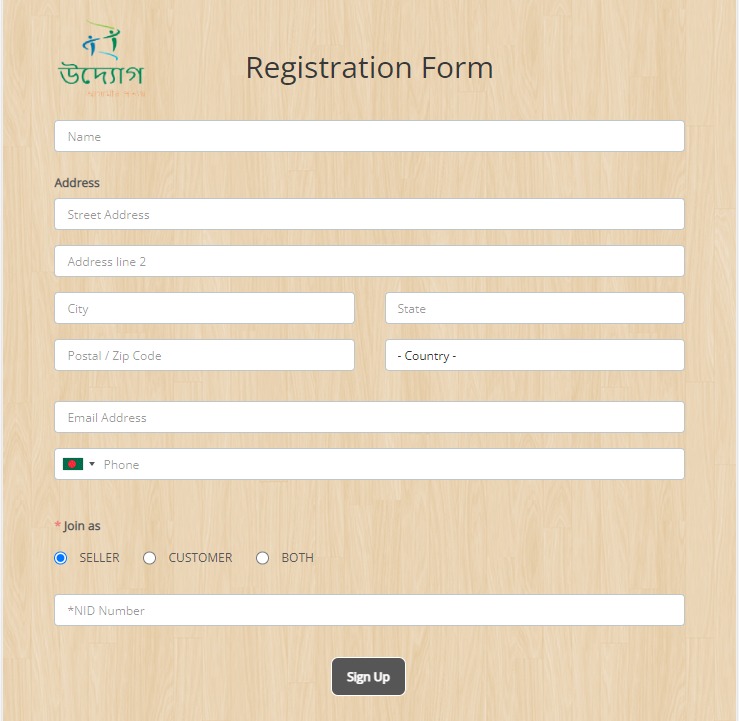 উদ্যোগ
Registration Form
Name
Address
Street Address
Address line 2
City State
Postal / Zip Code - Country -
Email Address
Phone
* Join as
SELLER CUSTOMER BOTH
*NID Number
Sign Up